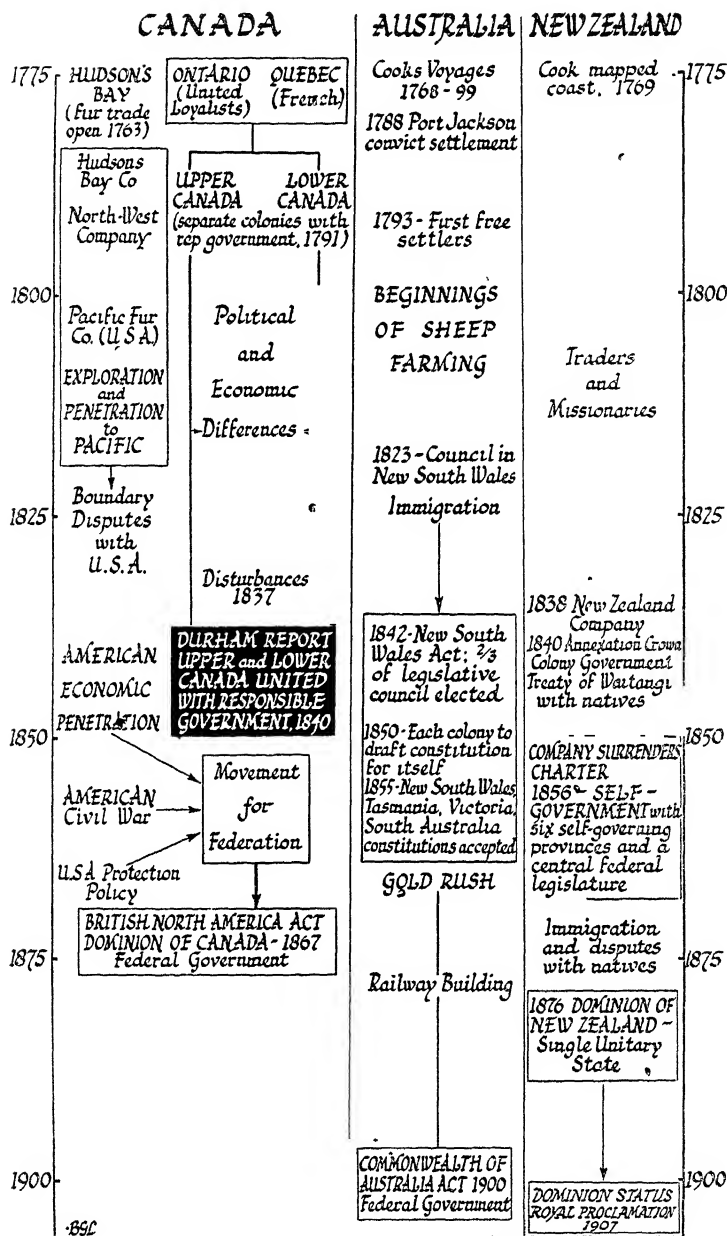 CANADA
1775
HUDSON'S
BAY
(fur trade
open 1763)
Hudsons
Bay Co
North-West
Company
Pacific Fur
Co. (U.S.A.)
EXPLORATION
and
PENETRATION
to
PACIFIC
Boundary
Disputes
with
U.S.A.
ONTARIO
(United
Loyalists)
QUEBEC
(French)
UPPER
CANADA
LOWER
CANADA
(separate colonies with
rep government, 1791)
Political
and
Economic
Differences
Disturbances
1837
DURHAM REPORT
UPPER and LOWER
CANADA UNITED
WITH RESPONSIBLE
GOVERNMENT, 1840
AMERICAN
ECONOMIC
PENETRATION
AMERICAN
Civil War
U.S.A Protection
Policy
Movement
for
Federation
BRITISH NORTH AMERICA ACT
DOMINION OF CANADA - 1867
Federal Government
1800
1825
1850
1875
1900
BGL
AUSTRALIA
Cooks Voyages
1768-99
1788 Port Jackson
convict settlement
1793 - First free
settlers
BEGINNINGS
OF SHEEP
FARMING
1823 - Council in
New South Wales
Immigration
1842-New South
Wales Act: 2/3
of legislative
council elected
1850 - Each colony to
draft constitution
for itself
1855-New South Wales,
Tasmania, Victoria,
South Australia
constitutions accepted
GOLD RUSH
Railway Building
COMMONWEALTH OF
AUSTRALIA ACT 1900
Federal Government
NEW ZEALAND
Cook mapped
coast, 1769
Traders
and
Missionaries
1838 New Zealand
Company
1840 Annexation Crown
Colony Government
Treaty of Waitangi
with natives
COMPANY SURRENDERS
CHARTER
1856 - SELF-
GOVERNMENT with
six self-governing
provinces and a
central federal
legislature
Immigration
and disputes
with natives
1876 DOMINION OF
NEW ZEALAND -
Single Unitary
State
DOMINION STATUS
ROYAL PROCLAMATION
1907
1775
1800
1825
1850
1875
1900